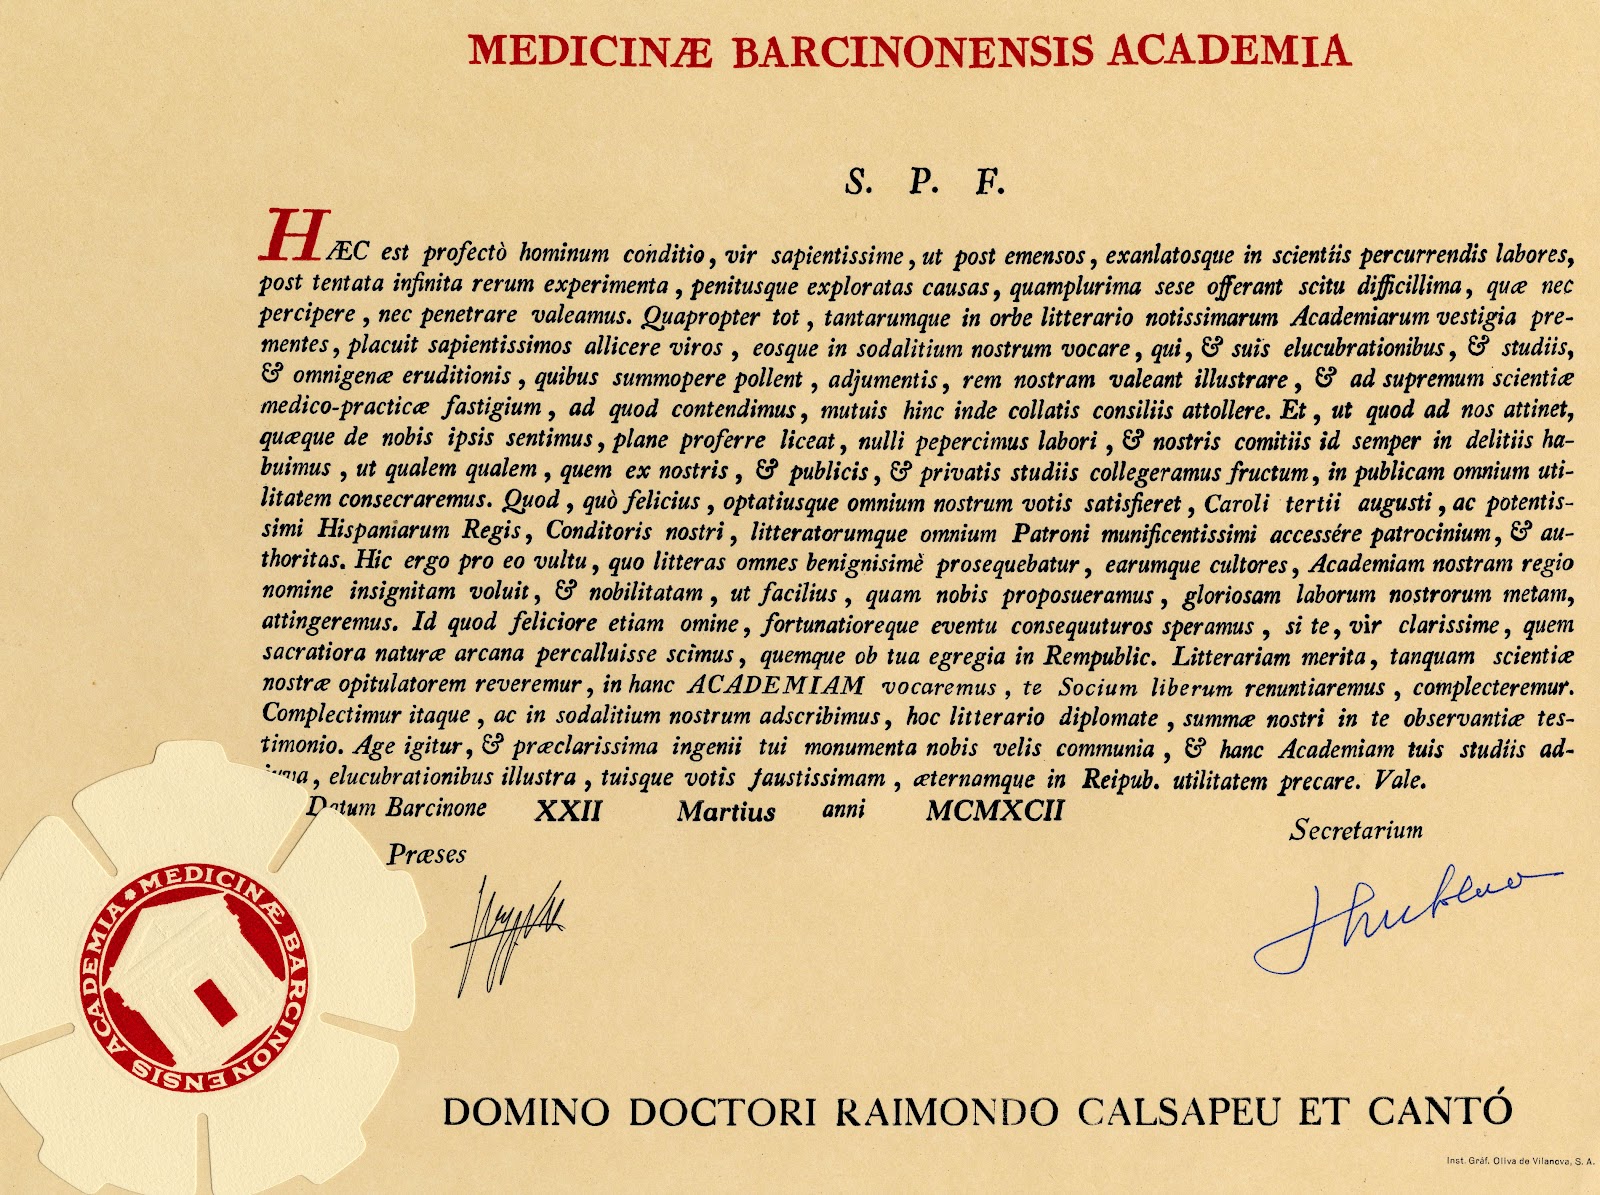 MEDICINÆ BARCINONENSIS ACADEMIA
S. P. F.
HÆC est profectò hominum conditio, vir sapientissime, ut post emensos, exanlatosque in scientiis percurrendis labores,
post tentata infinita rerum experimenta, penitusque exploratas causas, quamplurima sese offerant scitu difficillima, quæ nec
percipere, nec penetrare valeamus. Quapropter tot, tantarumque in orbe litterario notissimarum Academiarum vestigia pre-
mentes, placuit sapientissimos allicere viros, eosque in sodalitium nostrum vocare, qui, & suis elucubrationibus, & studiis,
& omnigenæ eruditionis, quibus summopere pollent, adjumentis, rem nostram valeant illustrare, & ad supremum scientiæ
medico-practicæ fastigium, ad quod contendimus, mutuis hinc inde collatis consiliis attollere. Et, ut quod ad nos attinet,
quæque de nobis ipsis sentimus, plane proferre liceat, nulli pepercimus labori, & nostris comitiis id semper in delitiis ha-
buimus, ut qualem qualem, quem ex nostris, & publicis, & privatis studiis collegeramus fructum, in publicam omnium uti-
litatem consecraremus. Quod, quò felicius, optatiusque omnium nostrum votis satisfieret, Caroli tertii augusti, ac potentis-
simi Hispaniarum Regis, Conditoris nostri, litteratorumque omnium Patroni munificentissimi accessére patrocinium, & au-
thoritas. Hic ergo pro eo vultu, quo litteras omnes benignisimè prosequebatur, earumque cultores, Academiam nostram regio
nomine insignitam voluit, & nobilitatam, ut facilius, quam nobis proposueramus, gloriosam laborum nostrorum metam,
attingeremus. Id quod feliciore etiam omine, fortunatioreque eventu consequuturos speramus, si te, vir clarissime, quem
sacratiora naturæ arcana percalluisse scimus, quemque ob tua egregia in Rempublic. Litterariam merita, tanquam scientiæ
nostræ opitulatorem reveremur, in hanc ACADEMIAM vocaremus, te Socium liberum renuntiaremus, complecteremur.
Complectimur itaque, ac in sodalitium nostrum adscribimus, hoc litterario diplomate, summæ nostri in te observantiæ tes-
timonio. Age igitur, & præclarissima ingenii tui monumenta nobis velis communia, & hanc Academiam tuis studiis ad-
juva, elucubrationibus illustra, tuisque votis faustissimam, æternamque in Reipub. utilitatem precare. Vale.
Datum Barcinone XXII Martius anni MCMXCII
Præses
Secretarium
MEDICINÆ BARCINONENSIS ACADEMIA
DOMINO DOCTORI RAIMONDO CALSAPEU ET CANTÓ
Inst. Gráf. Oliva de Vilanova, S. A.